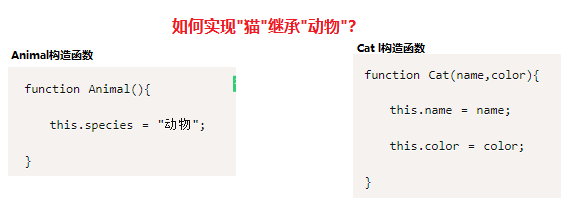 如何实现"猫"继承"动物"?
Animal构造函数
function Animal(){
this.species = "动物";
}
Cat l构造函数
function Cat(name,color){
this.name = name;
this.color = color;
}